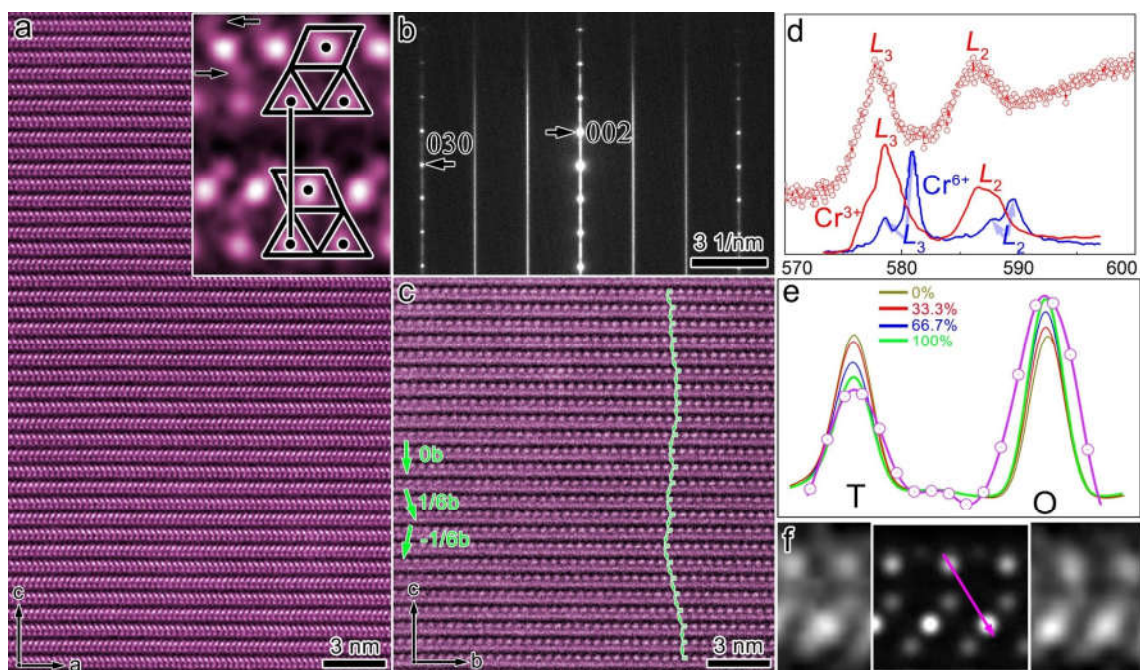 a
c
a
3 nm
b
030
002
3 1/nm
c
0b
1/6b
-1/6b
c
b
3 nm
d
L₃
L₂
L₃
Cr⁶⁺
L₂
Cr³⁺
L₃
L₂
570
580
590
600
e
0%
33.3%
66.7%
100%
T
O
f